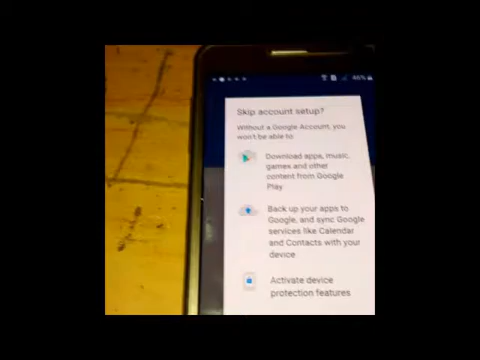 46%
Skip account setup?
Without a Google Account, you
won't be able to
Download apps, music,
games and other
content from Google
Play
Back up your apps to
Google, and sync Google
services like Calendar
and Contacts with your
device
Activate device
protection features